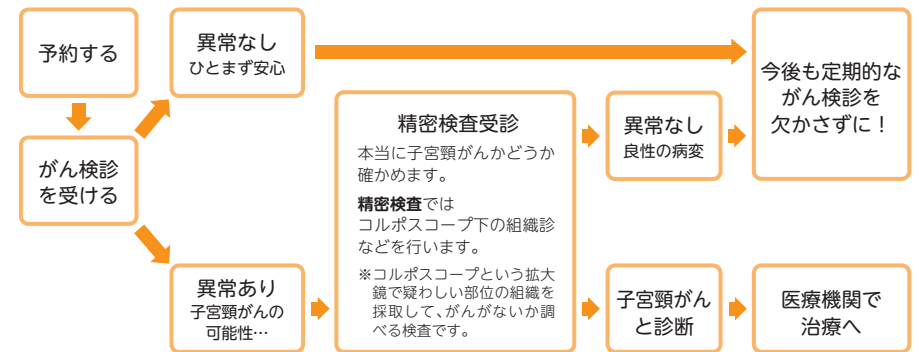 予約する
がん検診
を受ける
異常なし
ひとまず安心
異常あり
子宮頸がんの
可能性…
精密検査受診
本当に子宮頸がんかどうか
確かめます。
精密検査では
コルポスコープ下の組織診
などを行います。
※コルポスコープという拡大
鏡で疑わしい部位の組織を
採取して、がんがないか調
べる検査です。
異常なし
良性の病変
子宮頸がん
と診断
今後も定期的な
がん検診を
欠かさずに！
医療機関で
治療へ